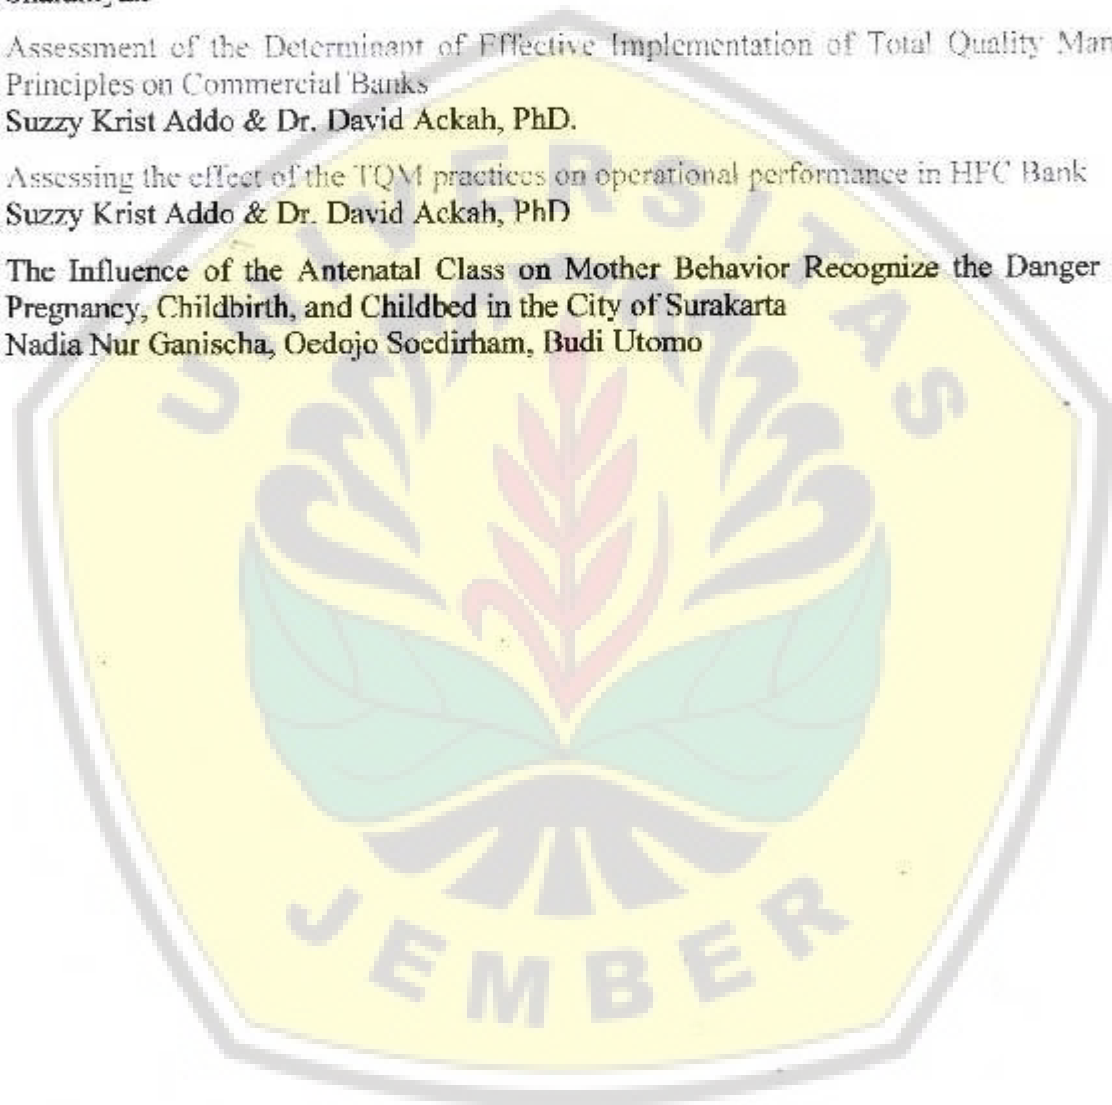 Assessment of the Determinant of Effective Implementation of Total Quality Man
Principles on Commercial Banks
Suzzy Krist Addo & Dr. David Ackah, PhD.
Assessing the effect of the TQM practices on operational performance in HFC Bank
Suzzy Krist Addo & Dr. David Ackah, PhD
The Influence of the Antenatal Class on Mother Behavior Recognize the Danger
Pregnancy, Childbirth, and Childbed in the City of Surakarta
Nadia Nur Ganischa, Oedojo Soedirham, Budi Utomo
UNIVERSITAS
JEMBER